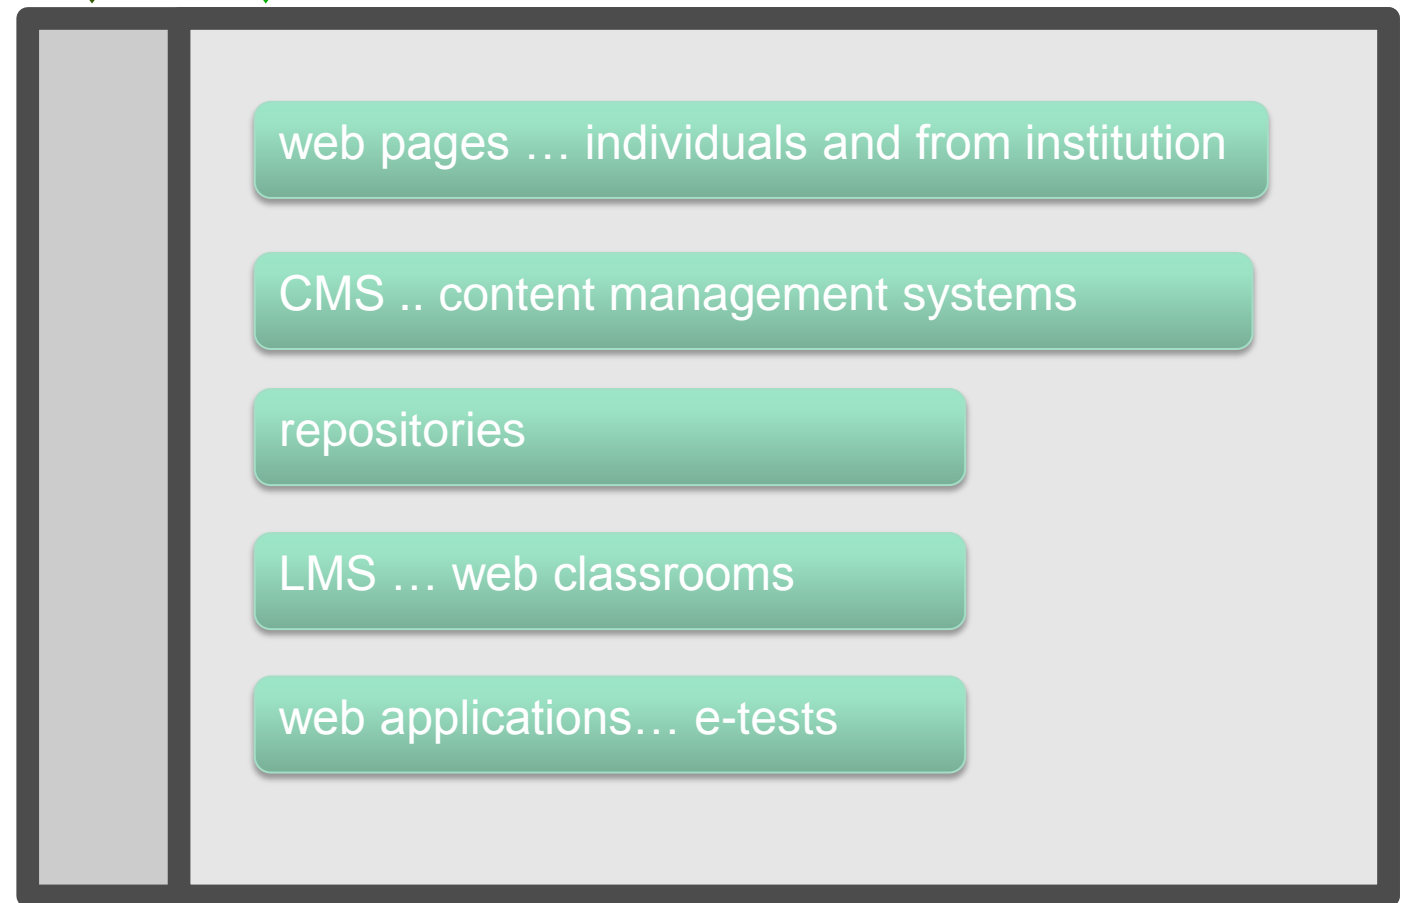 web pages … individuals and from institution
CMS .. content management systems
repositories
LMS … web classrooms
web applications… e-tests